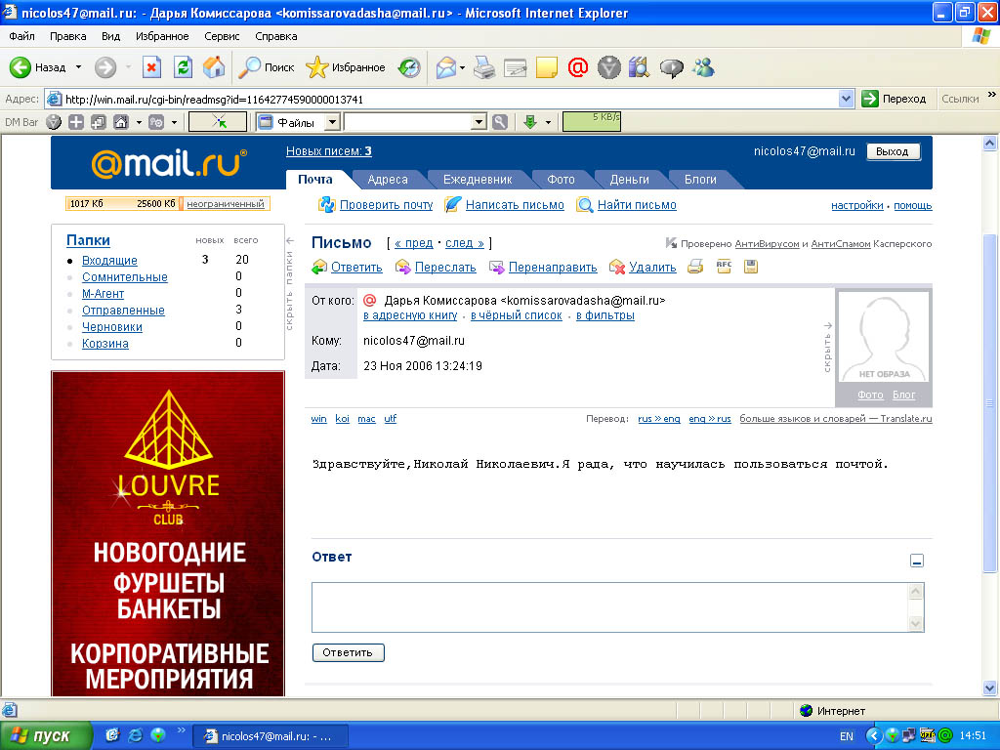 nicolos47@mail.ru: - Дарья Комиссарова <komissarovadasha@mail.ru> - Microsoft Internet Explorer
Файл Правка Вид Избранное Сервис Справка
Назад Поиск Избранное
Адрес: http://win.mail.ru/cgi-bin/readmsg?id=11642774590000013741 Переход Ссылки »
DM Bar Файлы 5 KB/s
@mail.ru® Новых писем: 3 nicolos47@mail.ru Выход
Почта Адреса Ежедневник Фото Деньги Блоги
1017 Кб 25600 Кб неограниченный Проверить почту Написать письмо Найти письмо настройки · помощь
Папки новых всего
Входящие 3 20
Сомнительные 0
М-Агент 0
Отправленные 3
Черновики 0
Корзина 0
скрыть папки
Письмо [ « пред · след » ] Проверено АнтиВирусом и АнтиСпамом Касперского
Ответить Переслать Перенаправить Удалить RFC
От кого: @ Дарья Комиссарова <komissarovadasha@mail.ru>
в адресную книгу · в чёрный список · в фильтры
Кому: nicolos47@mail.ru
Дата: 23 Ноя 2006 13:24:19
скрыть
НЕТ ОБРАЗА
Фото Блог
win koi mac utf Перевод: rus » eng eng » rus больше языков и словарей — Translate.ru
Здравствуйте,Николай Николаевич.Я рада, что научилась пользоваться почтой.
Ответ
Ответить
LOUVRE
CLUB
НОВОГОДНИЕ
ФУРШЕТЫ
БАНКЕТЫ
КОРПОРАТИВНЫЕ
МЕРОПРИЯТИЯ
Интернет
пуск » nicolos47@mail.ru: - ... EN 14:51